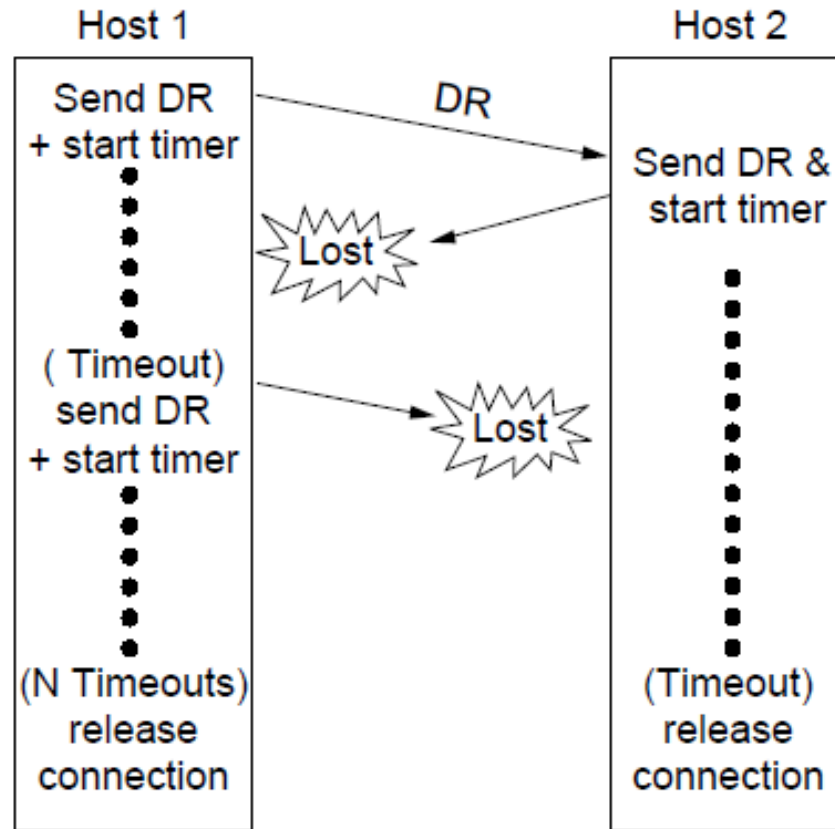 Host 1
Host 2
Send DR
+ start timer
DR
Send DR &
start timer
Lost
( Timeout)
send DR
+ start timer
Lost
(N Timeouts)
release
connection
(Timeout)
release
connection